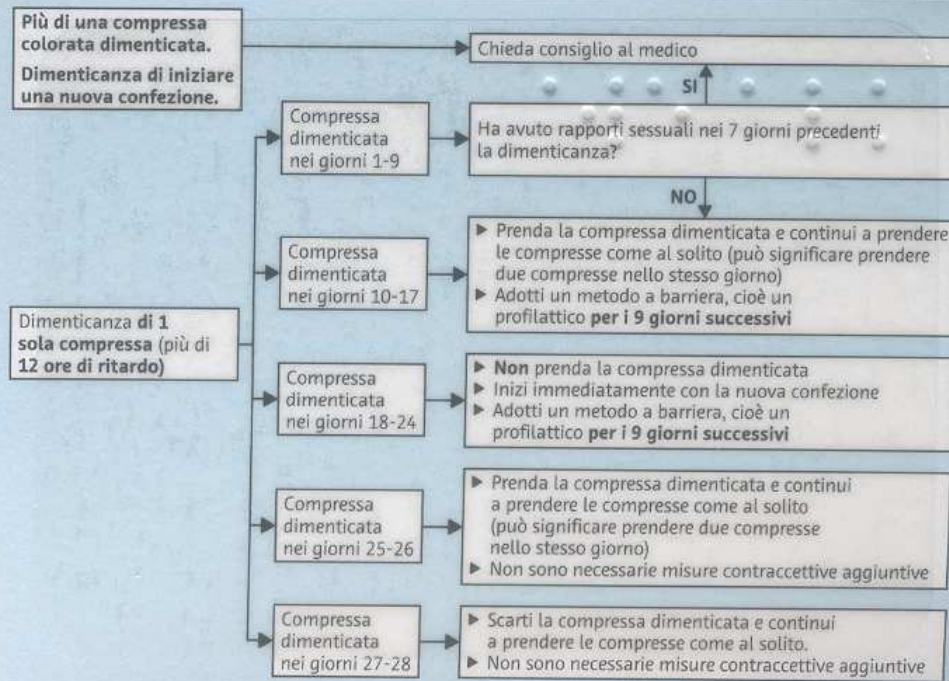 Più di una compressa
colorata dimenticata.
Dimenticanza di iniziare
una nuova confezione.
Chieda consiglio al medico
SI
Compressa
dimenticata
nei giorni 1-9
Ha avuto rapporti sessuali nei 7 giorni precedenti
la dimenticanza?
NO
Compressa
dimenticata
nei giorni 10-17
▶ Prenda la compressa dimenticata e continui a prendere
le compresse come al solito (può significare prendere
due compresse nello stesso giorno)
▶ Adotti un metodo a barriera, cioè un
profilattico per i 9 giorni successivi
Dimenticanza di 1
sola compressa (più di
12 ore di ritardo)
Compressa
dimenticata
nei giorni 18-24
▶ Non prenda la compressa dimenticata
▶ Inizi immediatamente con la nuova confezione
▶ Adotti un metodo a barriera, cioè un
profilattico per i 9 giorni successivi
Compressa
dimenticata
nei giorni 25-26
▶ Prenda la compressa dimenticata e continui
a prendere le compresse come al solito
(può significare prendere due compresse
nello stesso giorno)
▶ Non sono necessarie misure contraccettive aggiuntive
Compressa
dimenticata
nei giorni 27-28
▶ Scarti la compressa dimenticata e continui
a prendere le compresse come al solito.
▶ Non sono necessarie misure contraccettive aggiuntive